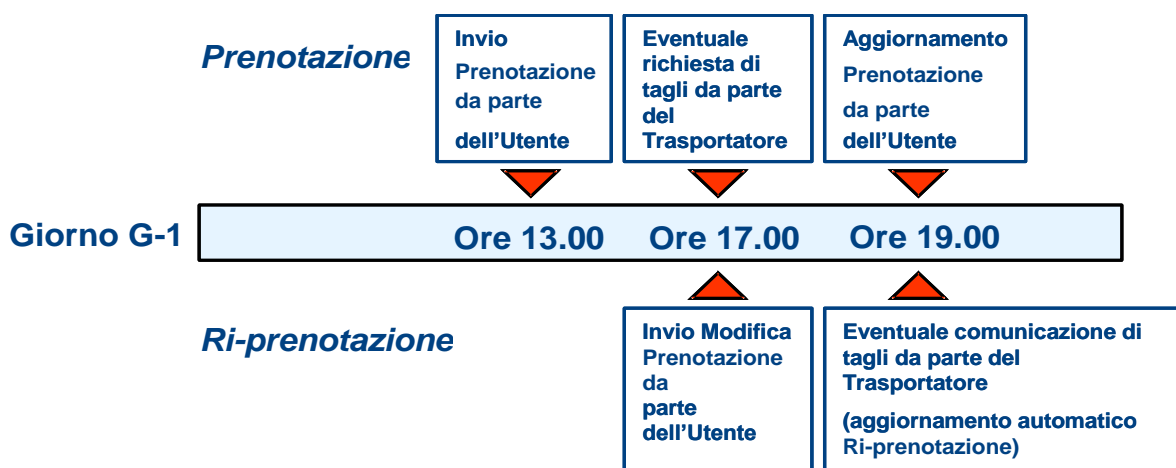 Prenotazione
Invio
Prenotazione
da parte
dell'Utente
Eventuale
richiesta di
tagli da parte
del
Trasportatore
Aggiornamento
Prenotazione
da parte
dell'Utente
Giorno G-1
Ore 13.00
Ore 17.00
Ore 19.00
Ri-prenotazione
Invio Modifica
Prenotazione
da
parte
dell'Utente
Eventuale comunicazione di
tagli da parte del
Trasportatore
(aggiornamento automatico
Ri-prenotazione)